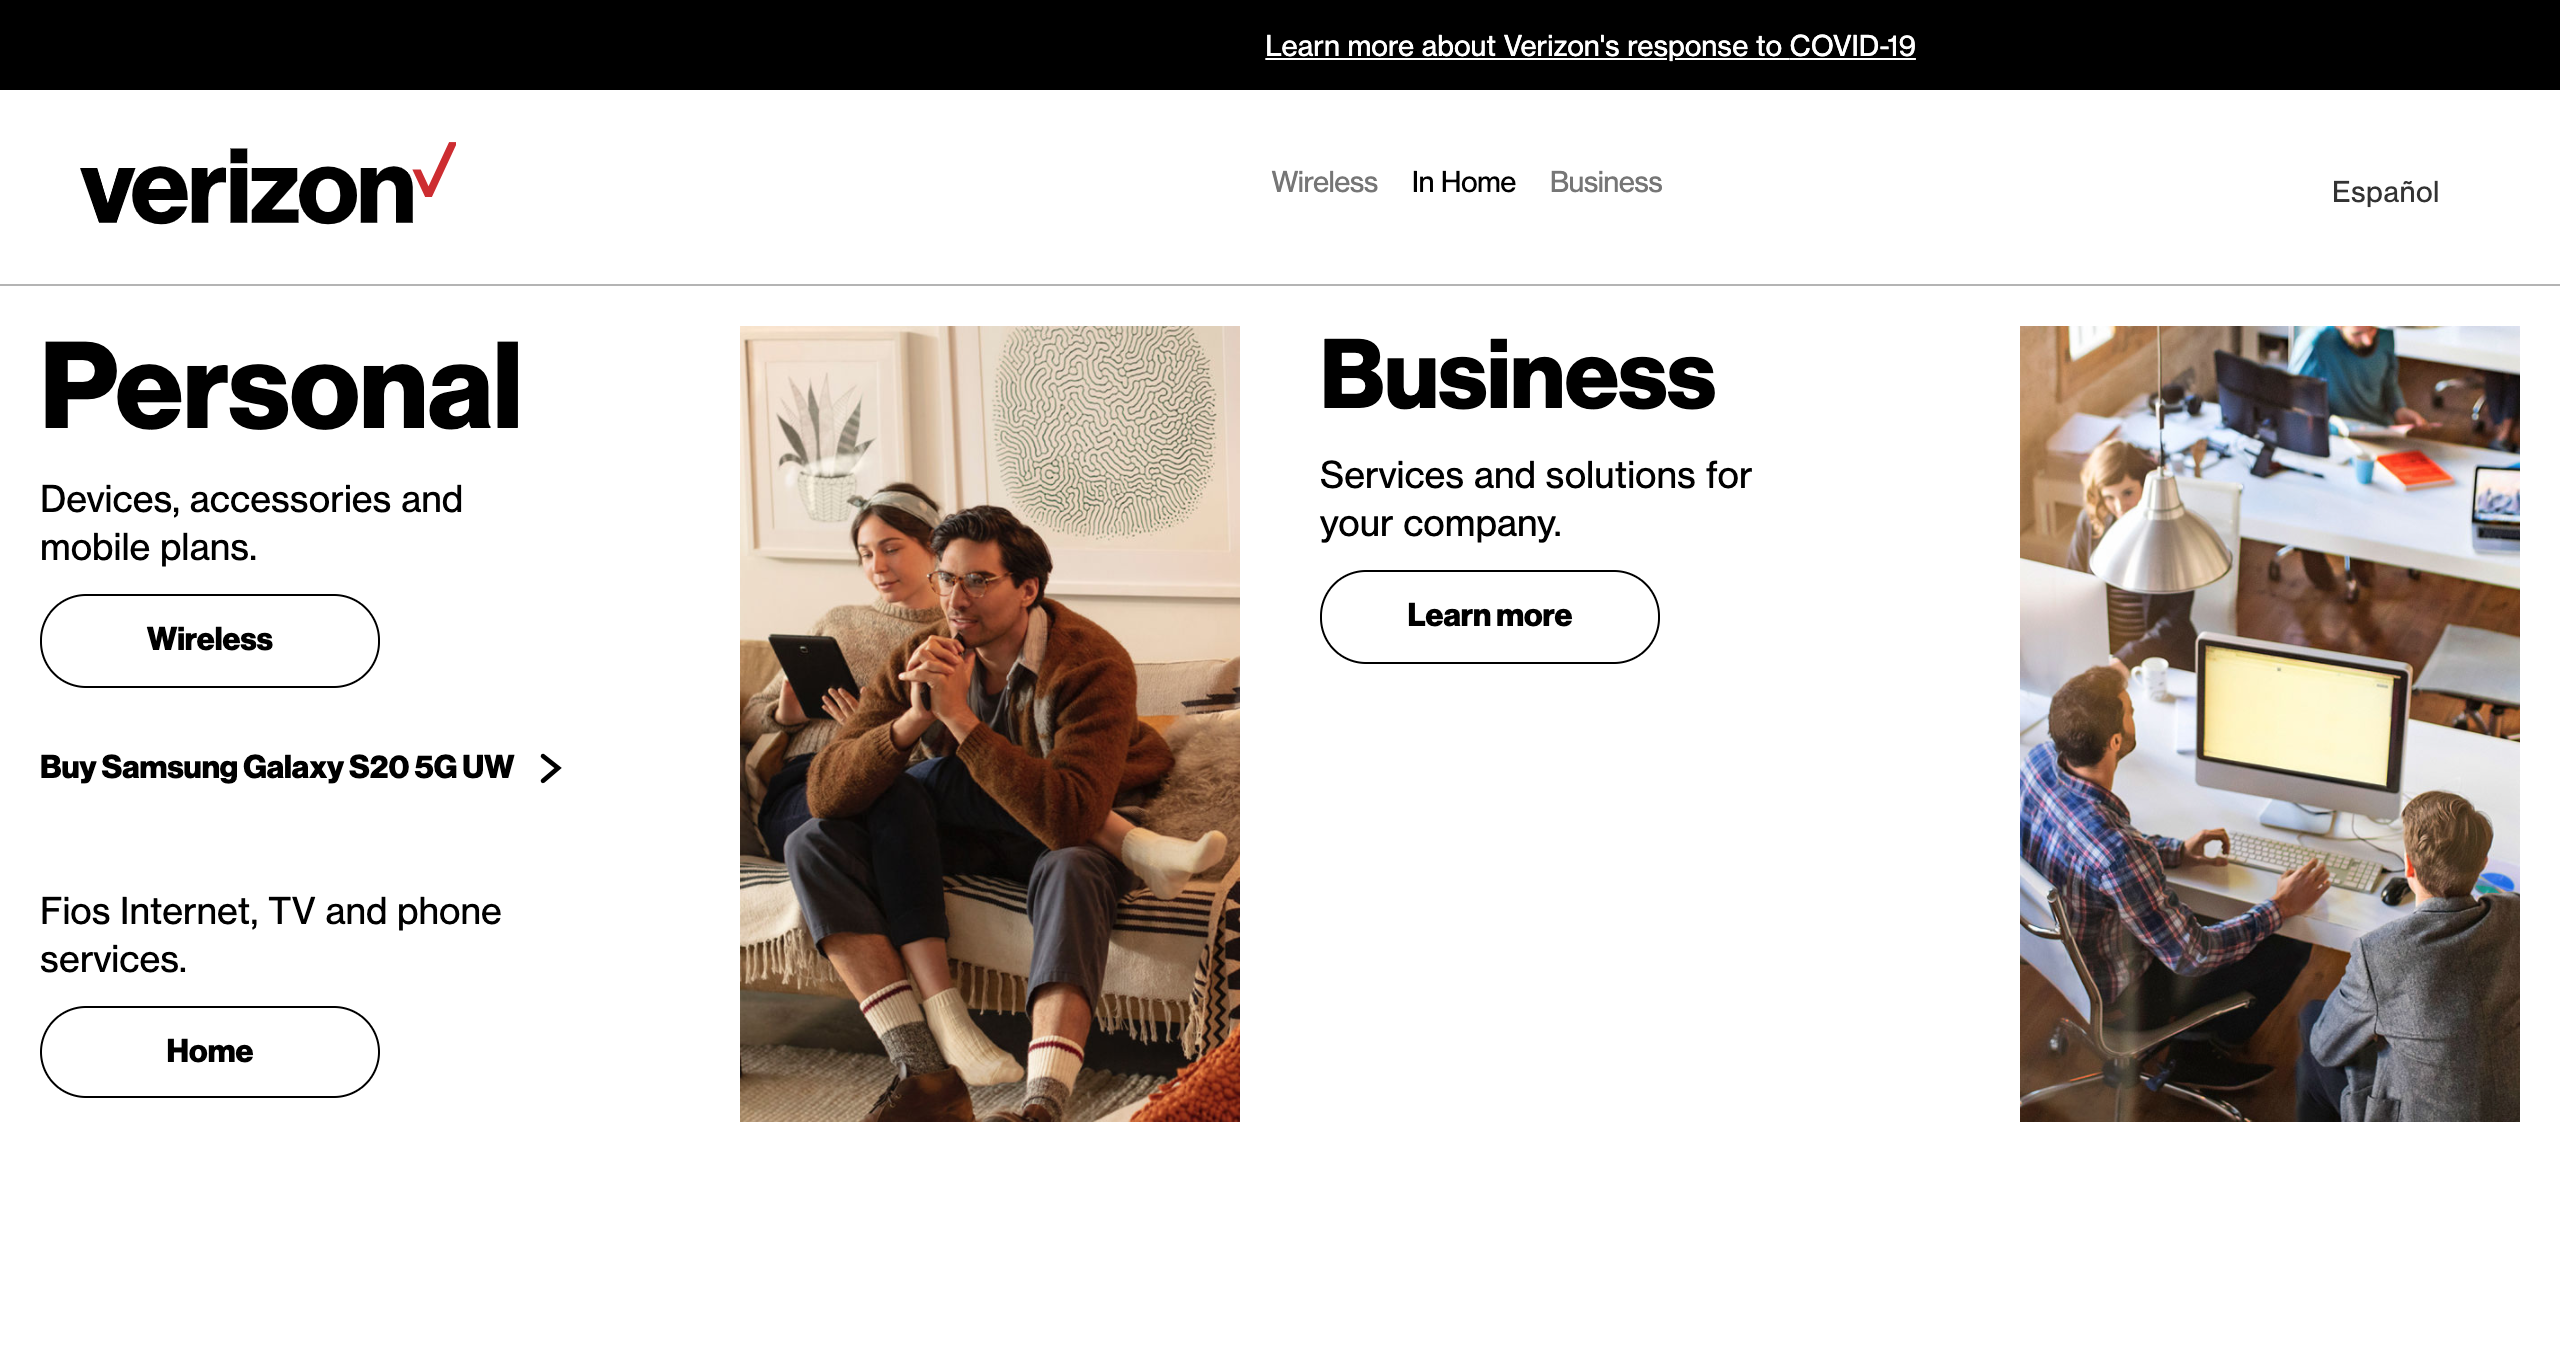 Learn more about Verizon's response to COVID-19
verizon
Wireless
In Home
Business
Español
Personal
Devices, accessories and
mobile plans.
Wireless
Buy Samsung Galaxy S20 5G UW
Fios Internet, TV and phone
services.
Home
Business
Services and solutions for
your company.
Learn more